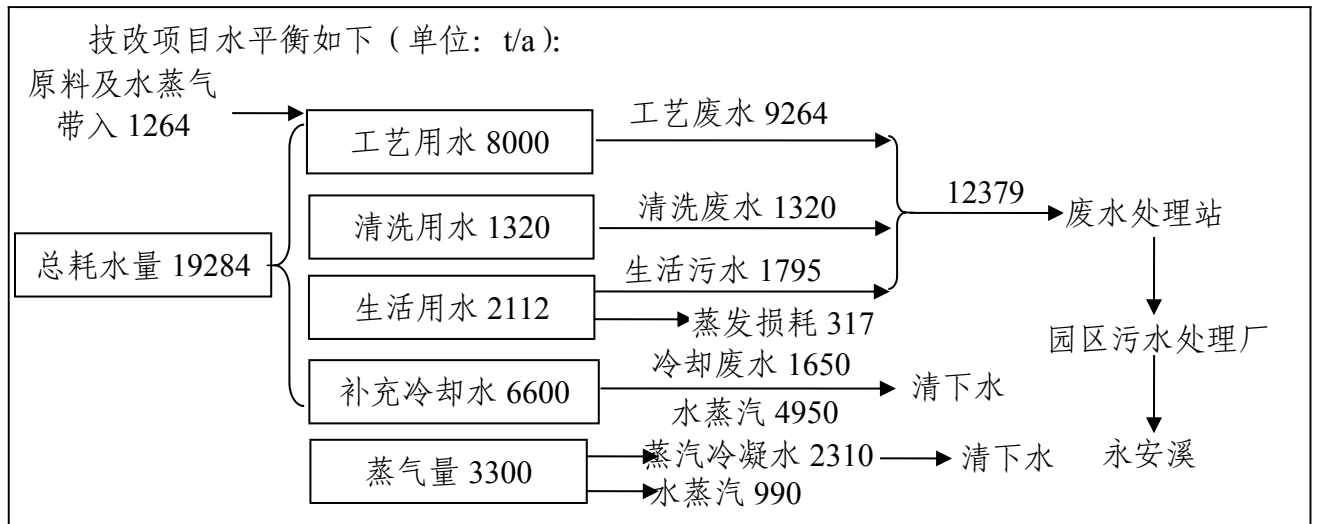 技改项目水平衡如下（单位：t/a）：
原料及水蒸气
带入 1264
工艺用水 8000
工艺废水 9264
清洗用水 1320
清洗废水 1320
12379
废水处理站
总耗水量 19284
生活用水 2112
生活污水 1795
蒸发损耗 317
园区污水处理厂
补充冷却水 6600
冷却废水 1650
水蒸汽 4950
清下水
蒸气量 3300
蒸汽冷凝水 2310
清下水
永安溪
水蒸汽 990